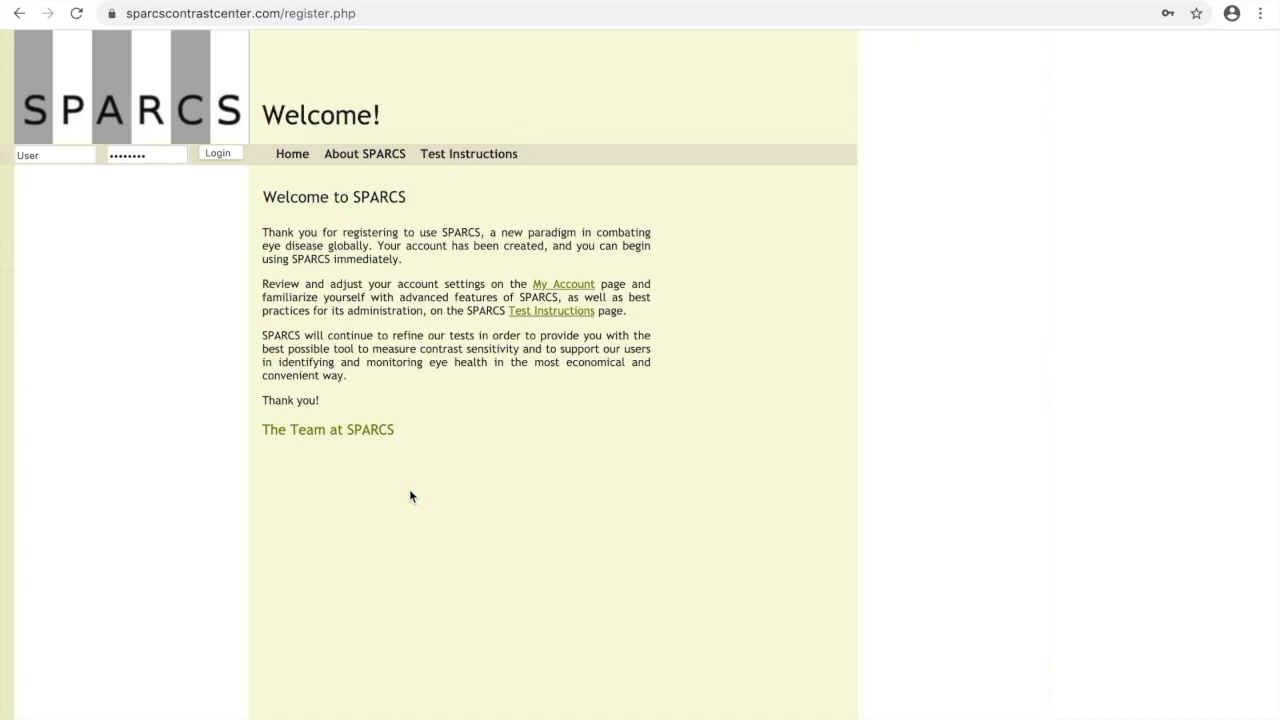 sparcscontrastcenter.com/register.php
SPARCS
Welcome!
User
••••••••
Login
Home
About SPARCS
Test Instructions
Welcome to SPARCS
Thank you for registering to use SPARCS, a new paradigm in combating
eye disease globally. Your account has been created, and you can begin
using SPARCS immediately.
Review and adjust your account settings on the My Account page and
familiarize yourself with advanced features of SPARCS, as well as best
practices for its administration, on the SPARCS Test Instructions page.
SPARCS will continue to refine our tests in order to provide you with the
best possible tool to measure contrast sensitivity and to support our users
in identifying and monitoring eye health in the most economical and
convenient way.
Thank you!
The Team at SPARCS